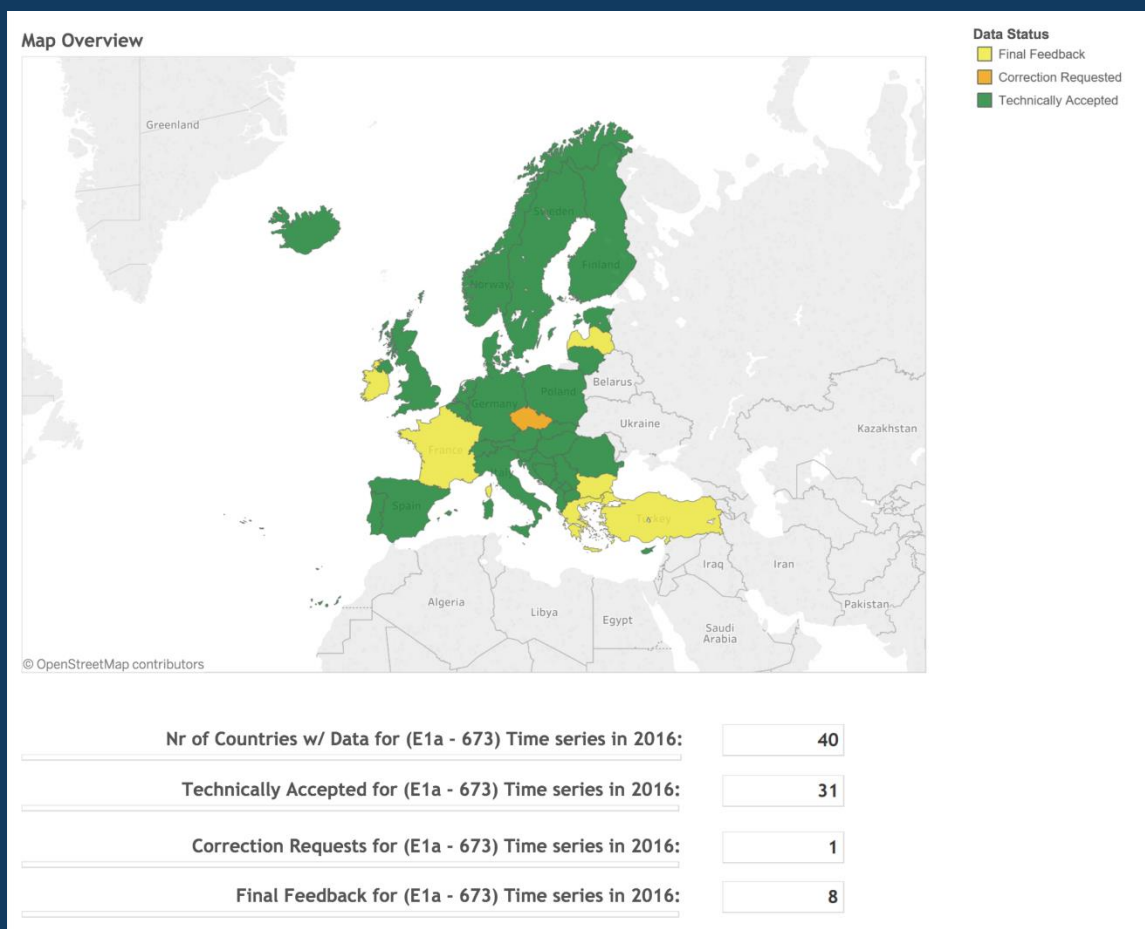 Map Overview
Data Status
Final Feedback
Correction Requested
Technically Accepted
Greenland
Sweden
Finland
Norway
Belarus
Poland
Germany
Ukraine
Kazakhstan
France
Spain
Turkey
Iraq
Iran
Algeria
Libya
Egypt
Pakistan
Saudi
Arabia
© OpenStreetMap contributors
Nr of Countries w/ Data for (E1a - 673) Time series in 2016: 40
Technically Accepted for (E1a - 673) Time series in 2016: 31
Correction Requests for (E1a - 673) Time series in 2016: 1
Final Feedback for (E1a - 673) Time series in 2016: 8